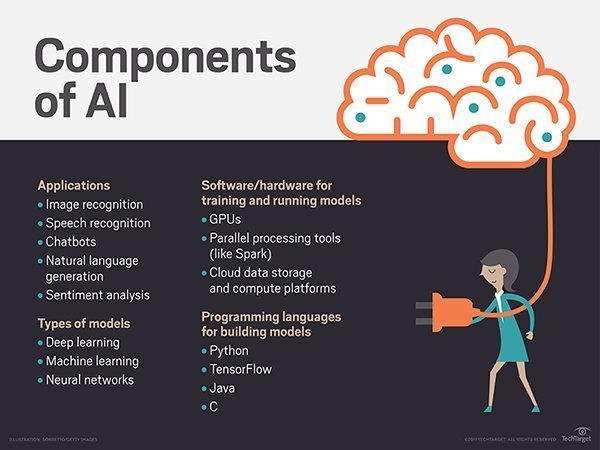 Components
of AI
Applications
• Image recognition
• Speech recognition
• Chatbots
• Natural language
generation
• Sentiment analysis
Types of models
• Deep learning
• Machine learning
• Neural networks
Software/hardware for
training and running models
• GPUs
• Parallel processing tools
(like Spark)
• Cloud data storage
and compute platforms
Programming languages
for building models
• Python
• TensorFlow
• Java
• C
ILLUSTRATION: SORBETTO/GETTY IMAGES
©2017 TECHTARGET. ALL RIGHTS RESERVED
TechTarget